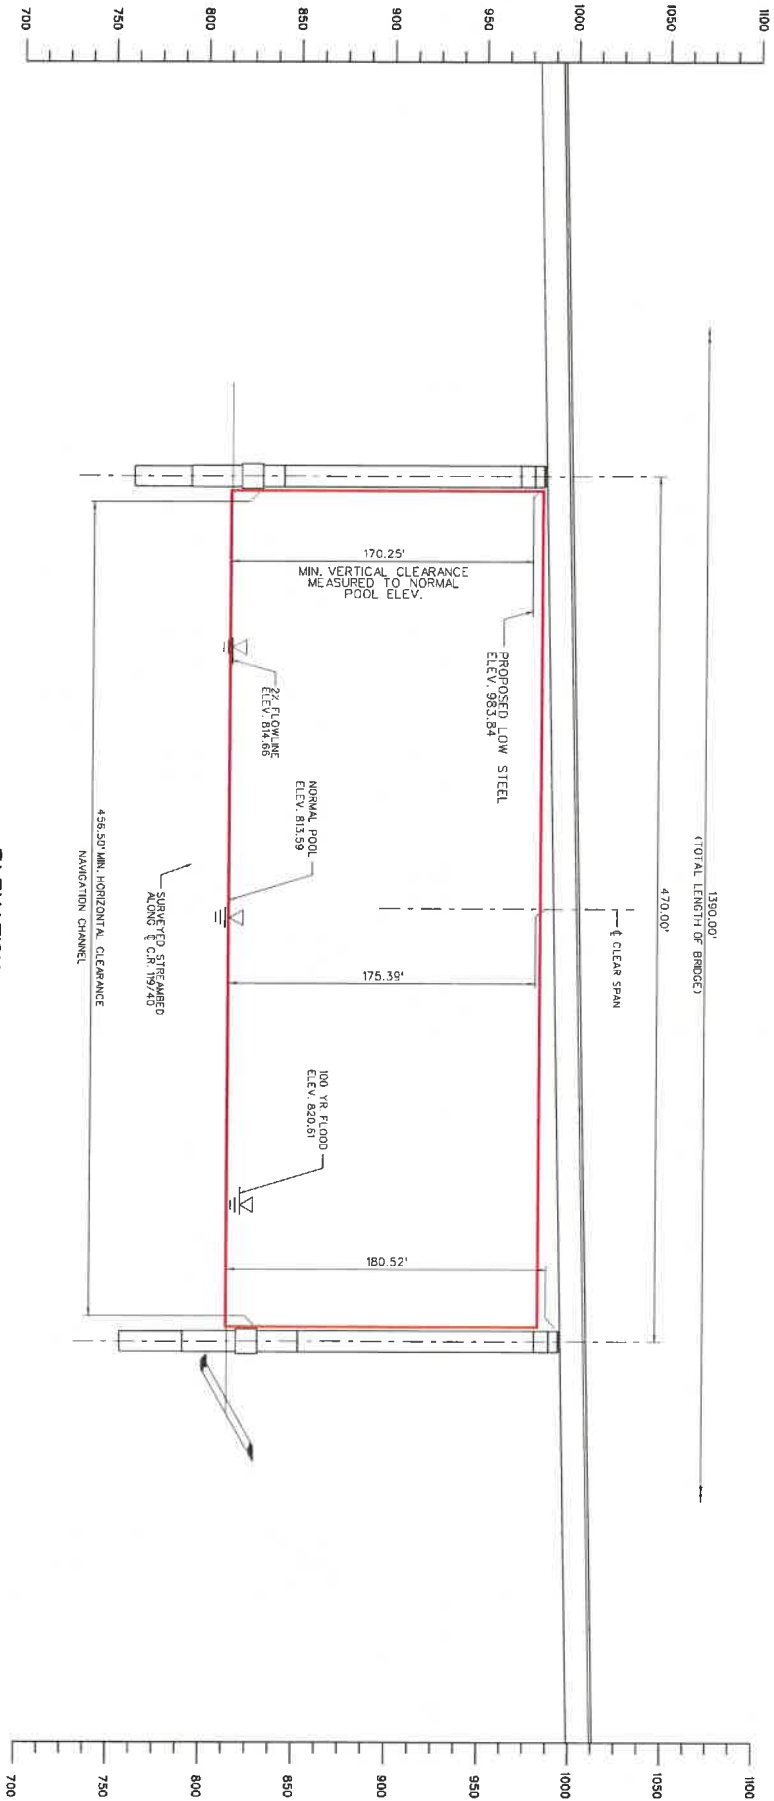 700
750
800
850
900
950
1000
1050
1100
1390.00'
(TOTAL LENGTH OF BRIDGE)
470.00'
℄ CLEAR SPAN
170.25'
MIN. VERTICAL CLEARANCE
MEASURED TO NORMAL
POOL ELEV.
PROPOSED LOW STEEL
ELEV. 983.84
2% FLOWLINE
ELEV. 814.66
NORMAL POOL
ELEV. 813.59
175.39'
100 YR. FLOOD
ELEV. 820.61
180.52'
SURVEYED STREAMBED
ALONG ℄ C.R. 119/40
456.50' MIN. HORIZONTAL CLEARANCE
NAVIGATION CHANNEL
700
750
800
850
900
950
1000
1050
1100